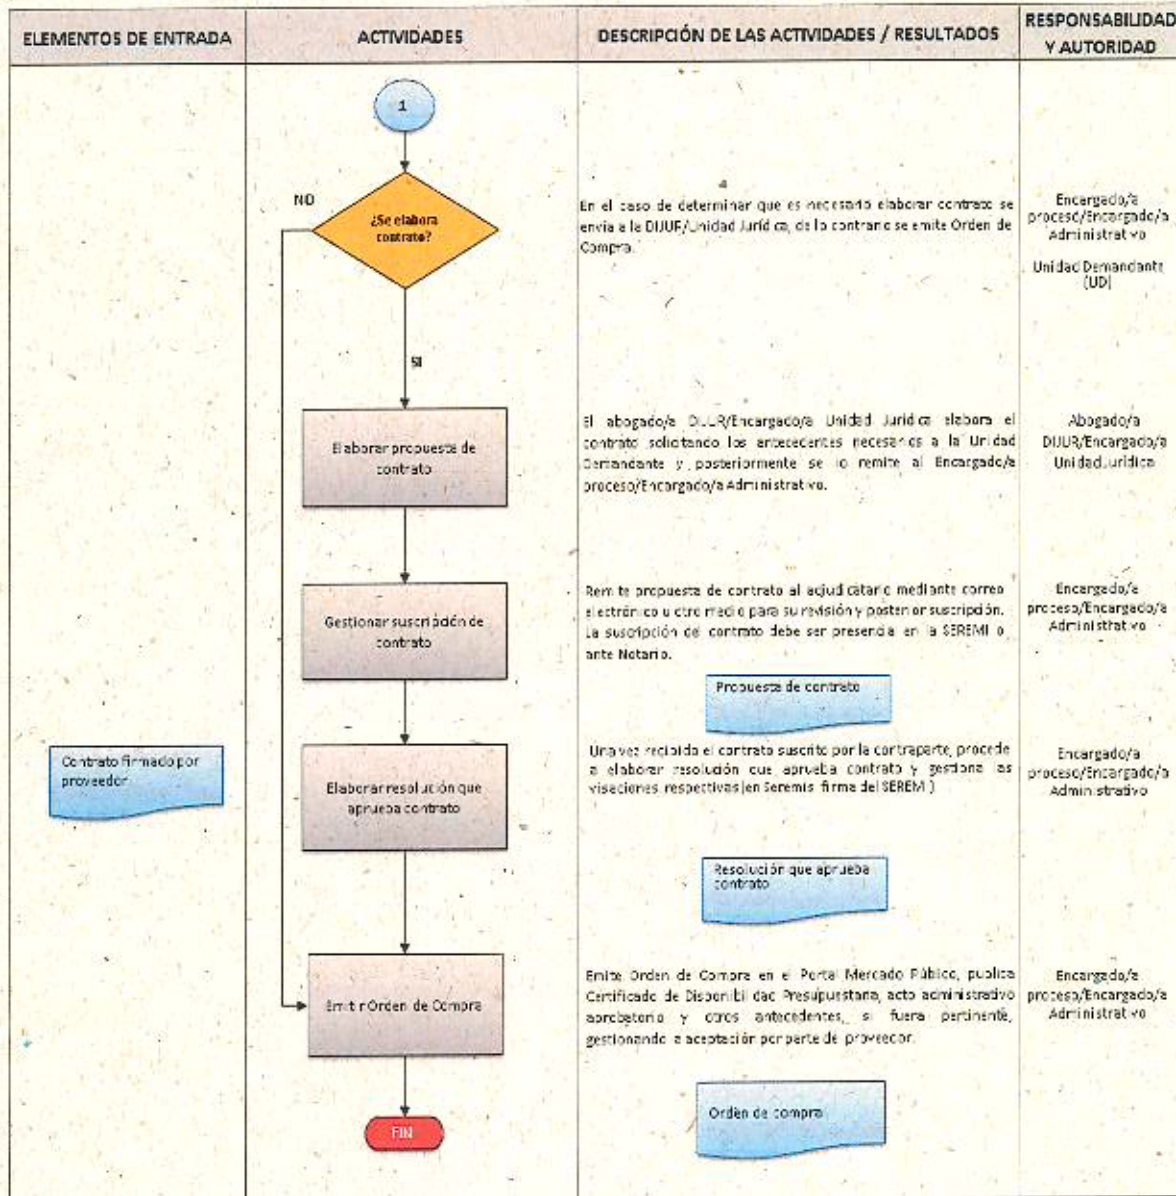 ELEMENTOS DE ENTRADA
ACTIVIDADES
DESCRIPCIÓN DE LAS ACTIVIDADES / RESULTADOS
RESPONSABILIDAD
Y AUTORIDAD
1
NO
¿Se elabora
contrato?
En el caso de determinar que es necesario elaborar contrato se
envía a la DIJUR/Unidad Jurídica, de lo contrario se emite Orden de
Compra.
Encargado/a
proceso/Encargado/a
Administrativo
Unidad Demandante
(UD)
SI
Elaborar propuesta de
contrato
El abogado/a DIJUR/Encargado/a Unidad Jurídica elabora el
contrato solicitando los antecedentes necesarios a la Unidad
Demandante y posteriormente se lo remite al Encargado/a
proceso/Encargado/a Administrativo.
Abogado/a
DIJUR/Encargado/a
Unidad Jurídica
Gestionar suscripción de
contrato
Remite propuesta de contrato al adjudicatario mediante correo
electrónico u otro medio para su revisión y posterior suscripción.
La suscripción del contrato debe ser presencial en la SEREMI o
ante Notario.
Encargado/a
proceso/Encargado/a
Administrativo
Propuesta de contrato
Contrato firmado por
proveedor
Elaborar resolución que
aprueba contrato
Una vez recibido el contrato suscrito por la contraparte, procede
a elaborar resolución que aprueba contrato y gestiona las
visaciones respectivas (en Seremis firma del SEREMI)
Encargado/a
proceso/Encargado/a
Administrativo
Resolución que aprueba
contrato
Emitir Orden de Compra
Emite Orden de Compra en el Portal Mercado Público, publica
Certificado de Disponibilidad Presupuestaria, acto administrativo
aprobatorio y otros antecedentes, si fuera pertinente,
gestionando la aceptación por parte del proveedor.
Encargado/a
proceso/Encargado/a
Administrativo
Orden de compra
FIN